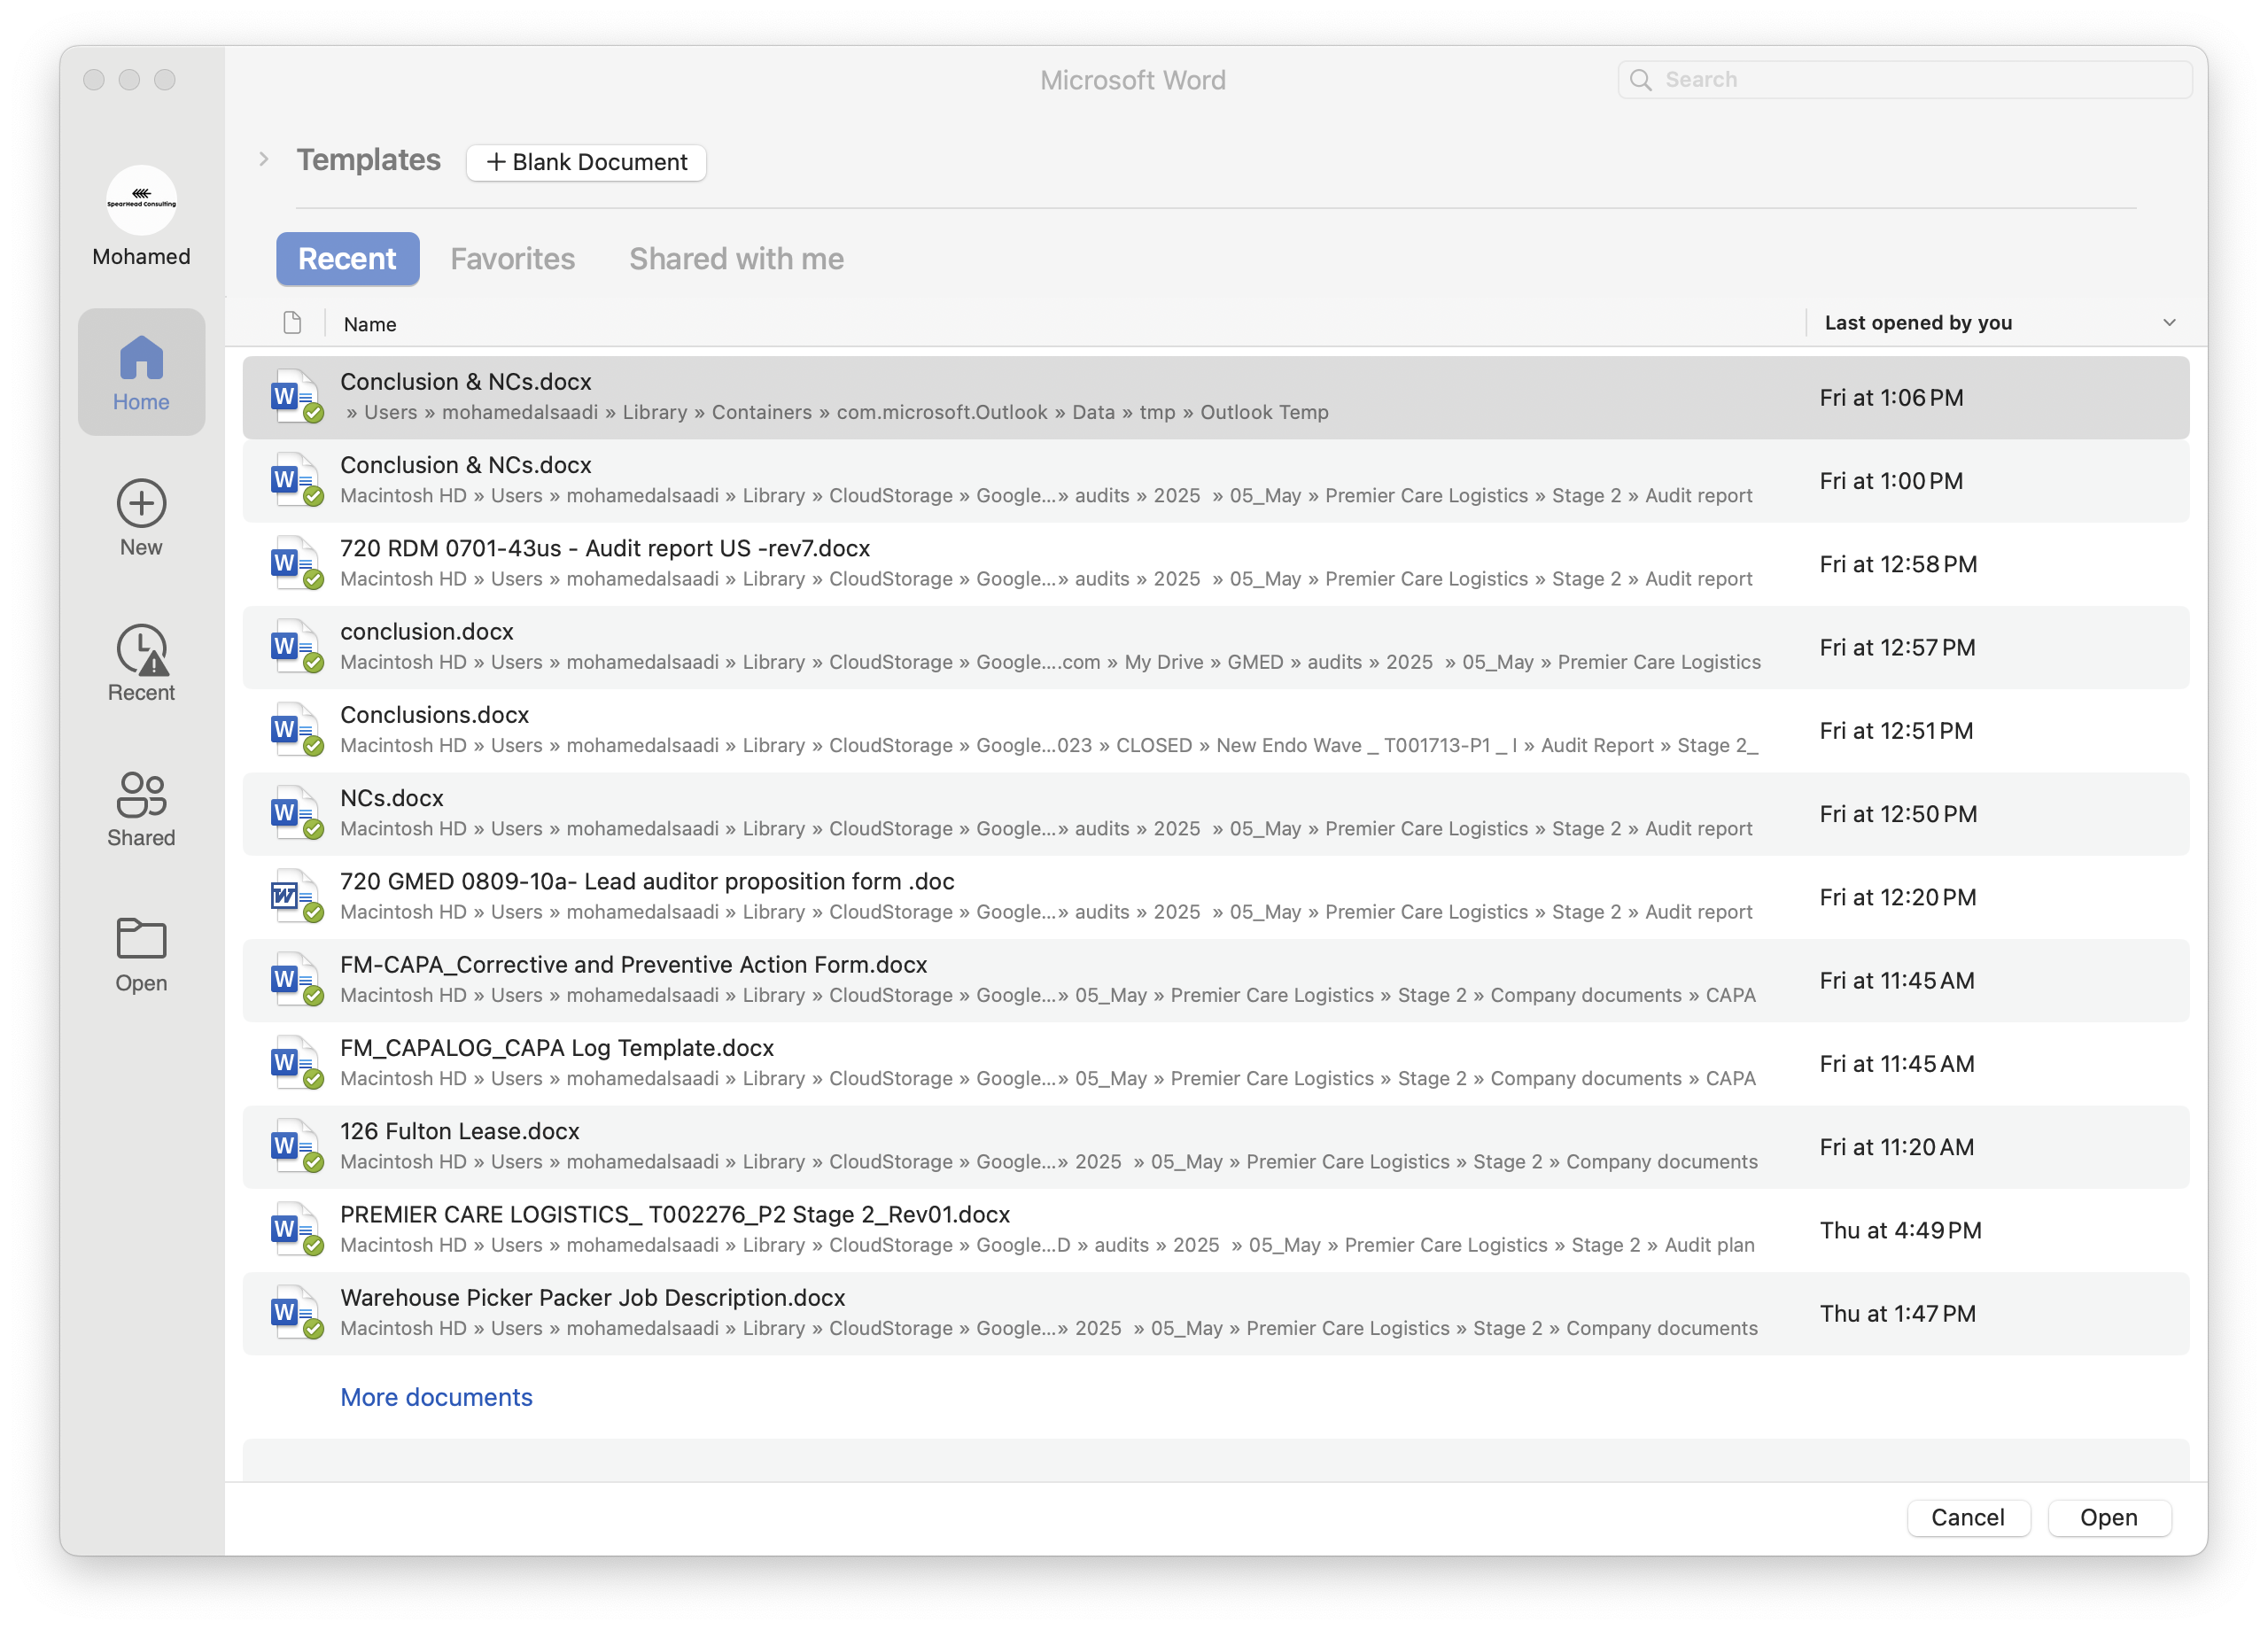 Microsoft Word
Search
Templates
Blank Document
SpearHead Consulting
Mohamed
Recent
Favorites
Shared with me
Name
Last opened by you
Home
New
Recent
Shared
Open
Conclusion & NCs.docx
» Users » mohamedalsaadi » Library » Containers » com.microsoft.Outlook » Data » tmp » Outlook Temp
Fri at 1:06 PM
Conclusion & NCs.docx
Macintosh HD » Users » mohamedalsaadi » Library » CloudStorage » Google...» audits » 2025 » 05_May » Premier Care Logistics » Stage 2 » Audit report
Fri at 1:00 PM
720 RDM 0701-43us - Audit report US -rev7.docx
Macintosh HD » Users » mohamedalsaadi » Library » CloudStorage » Google...» audits » 2025 » 05_May » Premier Care Logistics » Stage 2 » Audit report
Fri at 12:58 PM
conclusion.docx
Macintosh HD » Users » mohamedalsaadi » Library » CloudStorage » Google....com » My Drive » GMED » audits » 2025 » 05_May » Premier Care Logistics
Fri at 12:57 PM
Conclusions.docx
Macintosh HD » Users » mohamedalsaadi » Library » CloudStorage » Google...023 » CLOSED » New Endo Wave _ T001713-P1 _ I » Audit Report » Stage 2_
Fri at 12:51 PM
NCs.docx
Macintosh HD » Users » mohamedalsaadi » Library » CloudStorage » Google...» audits » 2025 » 05_May » Premier Care Logistics » Stage 2 » Audit report
Fri at 12:50 PM
720 GMED 0809-10a- Lead auditor proposition form .doc
Macintosh HD » Users » mohamedalsaadi » Library » CloudStorage » Google...» audits » 2025 » 05_May » Premier Care Logistics » Stage 2 » Audit report
Fri at 12:20 PM
FM-CAPA_Corrective and Preventive Action Form.docx
Macintosh HD » Users » mohamedalsaadi » Library » CloudStorage » Google...» 05_May » Premier Care Logistics » Stage 2 » Company documents » CAPA
Fri at 11:45 AM
FM_CAPALOG_CAPA Log Template.docx
Macintosh HD » Users » mohamedalsaadi » Library » CloudStorage » Google...» 05_May » Premier Care Logistics » Stage 2 » Company documents » CAPA
Fri at 11:45 AM
126 Fulton Lease.docx
Macintosh HD » Users » mohamedalsaadi » Library » CloudStorage » Google...» 2025 » 05_May » Premier Care Logistics » Stage 2 » Company documents
Fri at 11:20 AM
PREMIER CARE LOGISTICS_ T002276_P2 Stage 2_Rev01.docx
Macintosh HD » Users » mohamedalsaadi » Library » CloudStorage » Google...D » audits » 2025 » 05_May » Premier Care Logistics » Stage 2 » Audit plan
Thu at 4:49 PM
Warehouse Picker Packer Job Description.docx
Macintosh HD » Users » mohamedalsaadi » Library » CloudStorage » Google...» 2025 » 05_May » Premier Care Logistics » Stage 2 » Company documents
Thu at 1:47 PM
More documents
Cancel
Open